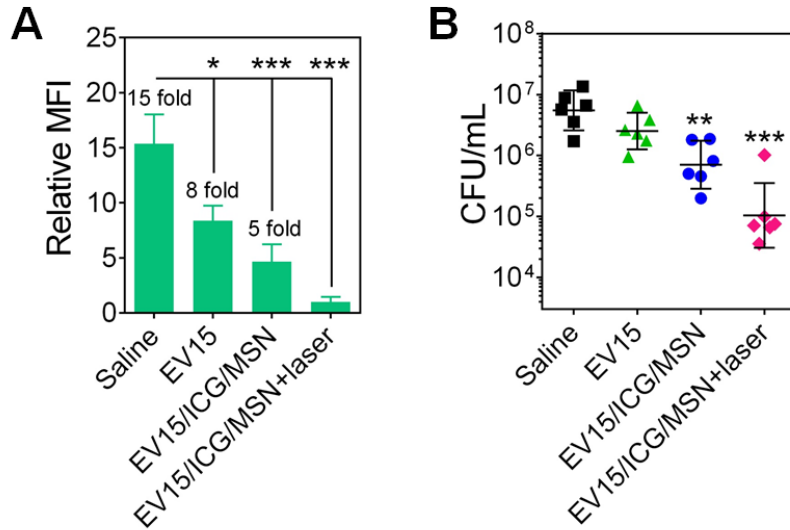 A
Relative MFI
25
20
15
10
5
0
* *** ***
15 fold
8 fold
5 fold
Saline
EV15
EV15/ICG/MSN
EV15/ICG/MSN+laser
B
CFU/mL
10⁸
10⁷
10⁶
10⁵
10⁴
**
***
Saline
EV15
EV15/ICG/MSN
EV15/ICG/MSN+laser